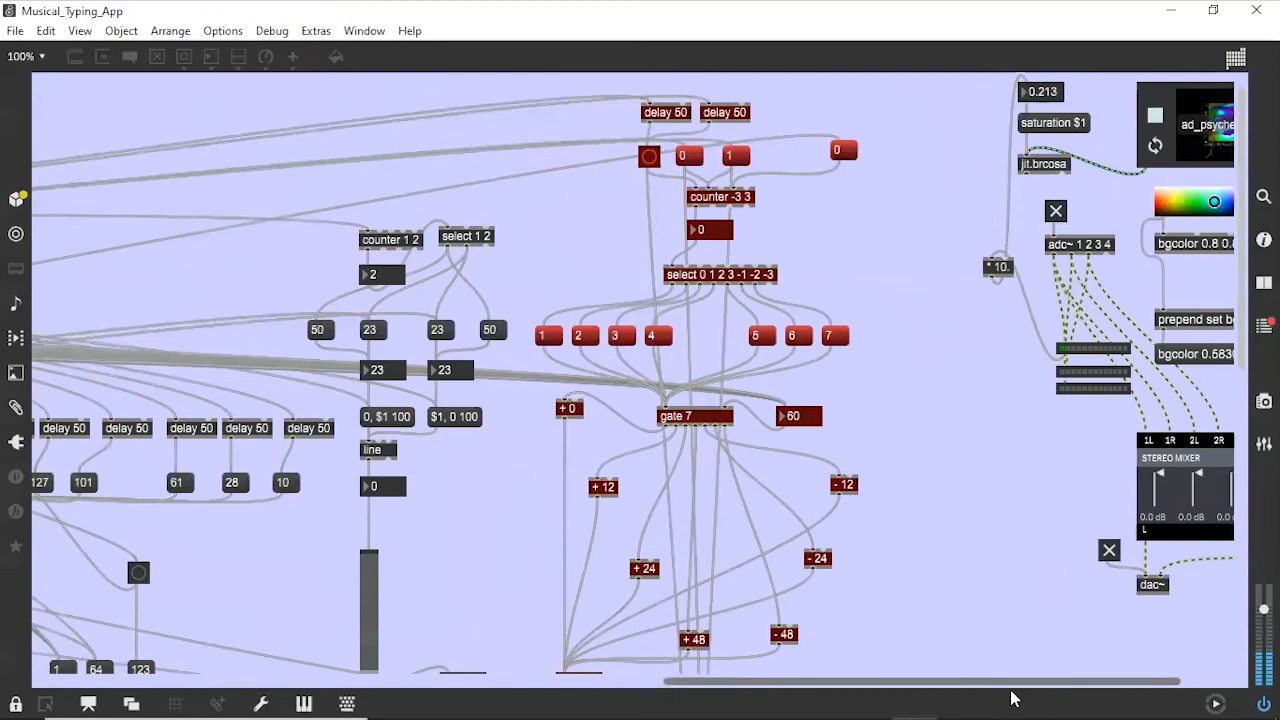 Musical_Typing_App
File Edit View Object Arrange Options Debug Extras Window Help
100%
delay 50 delay 50
0.213
saturation $1
ad_psyche
0 1 0
jit.brcosa
counter -3 3
0
counter 1 2 select 1 2
adc~ 1 2 3 4
bgcolor 0.8 0.
2
select 0 1 2 3 -1 -2 -3
* 10.
50 23 23 50
1 2 3 4 5 6 7
prepend set b
bgcolor 0.583
23 23
+ 0
gate 7
60
0, $1 100 $1, 0 100
delay 50 delay 50 delay 50 delay 50 delay 50
line
1L 1R 2L 2R
STEREO MIXER
127 101 61 28 10
0
+ 12
- 12
0.0 dB 0.0 dB 0.
L
+ 24
- 24
dac~
+ 48
- 48
64 123